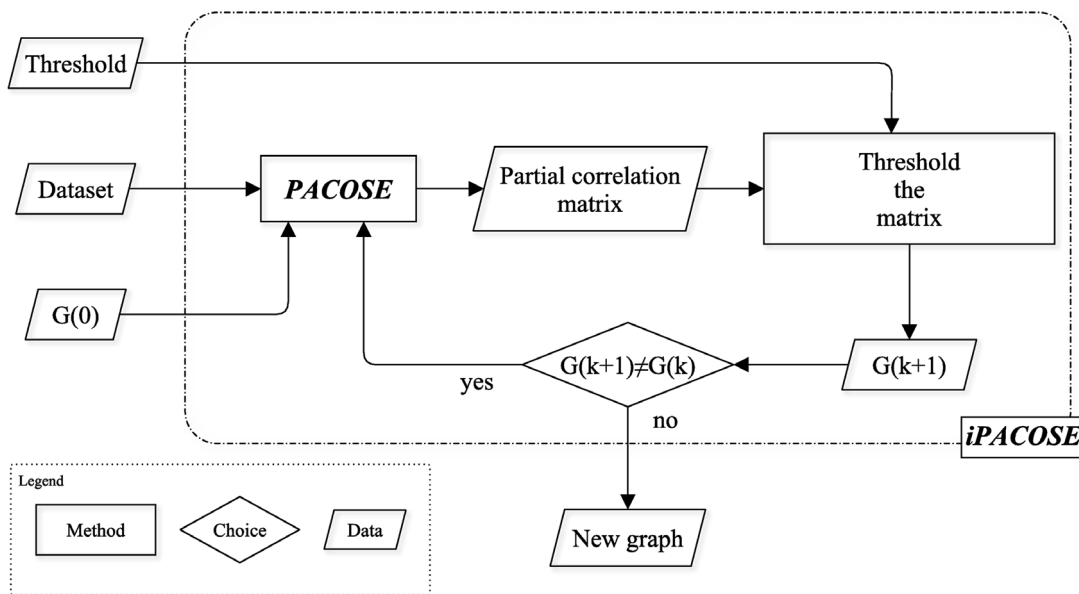 Threshold
Dataset
PACOSE
Partial correlation
matrix
Threshold
the
matrix
G(0)
G(k+1)≠G(k)
G(k+1)
yes
no
iPACOSE
Legend
Method
Choice
Data
New graph